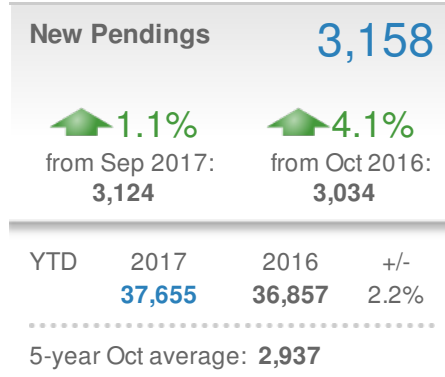 New Pendings 3,158
1.1% 4.1%
from Sep 2017: from Oct 2016:
3,124 3,034
YTD 2017 2016 +/-
37,655 36,857 2.2%
5-year Oct average: 2,937